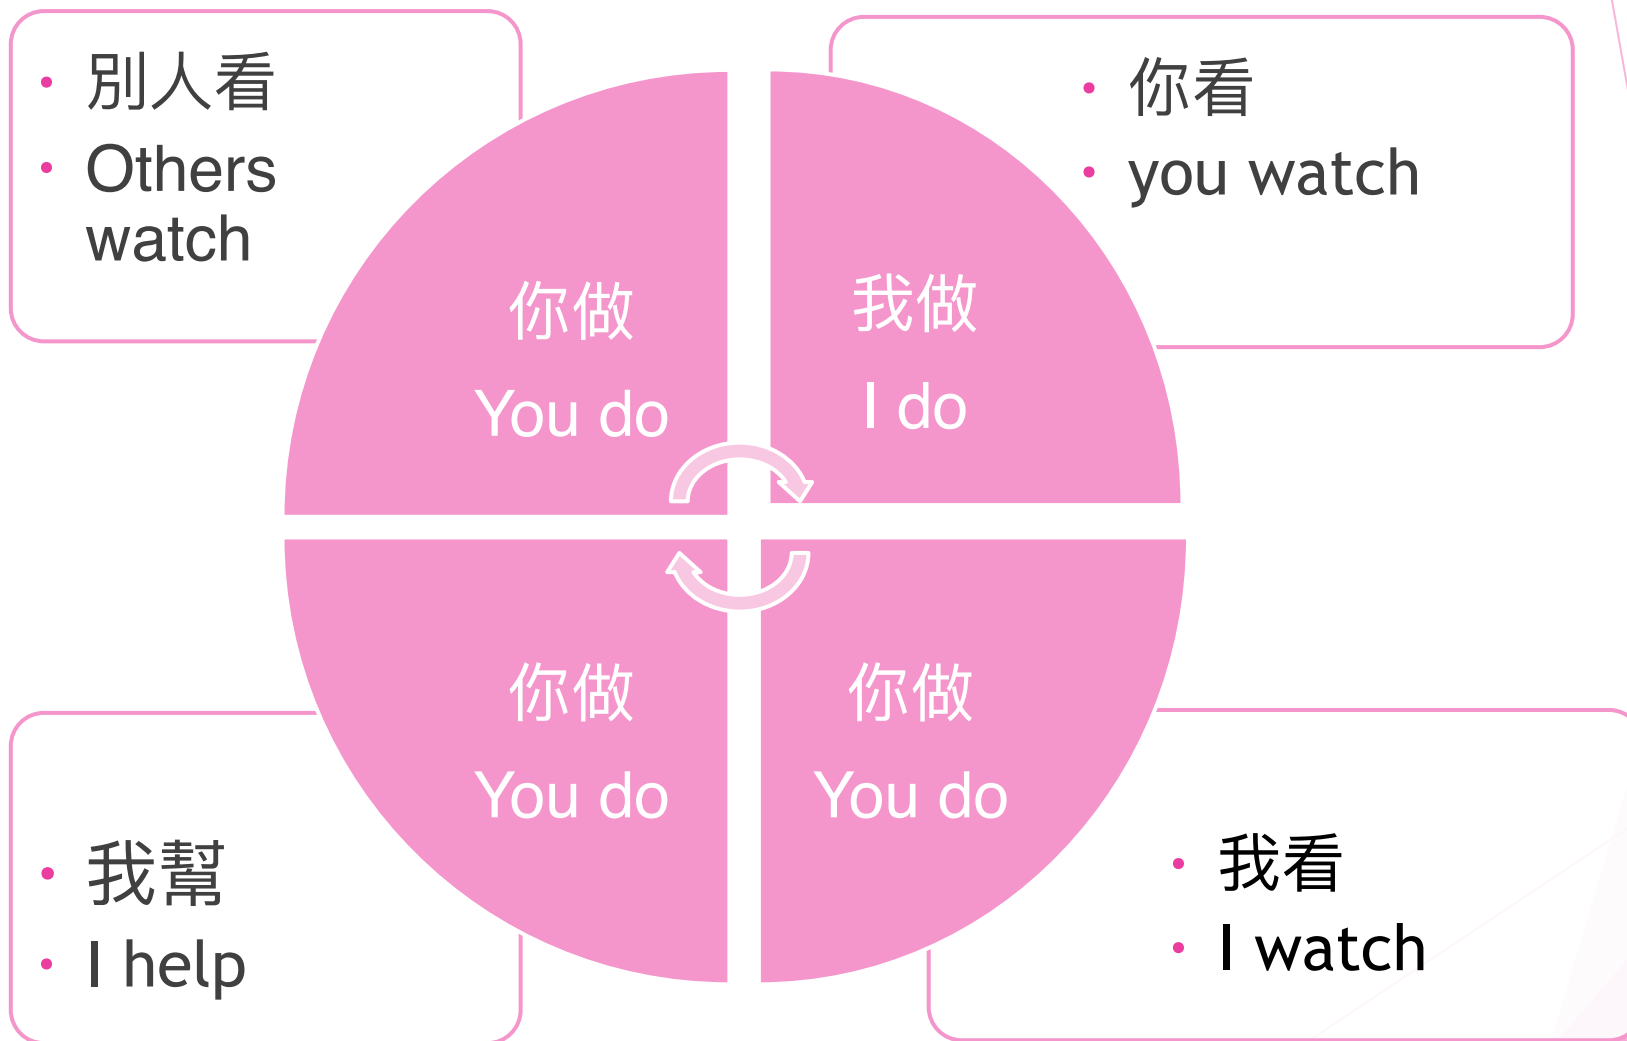 別人看
Others
watch
你看
you watch
你做
You do
我做
I do
你做
You do
你做
You do
我幫
I help
我看
I watch